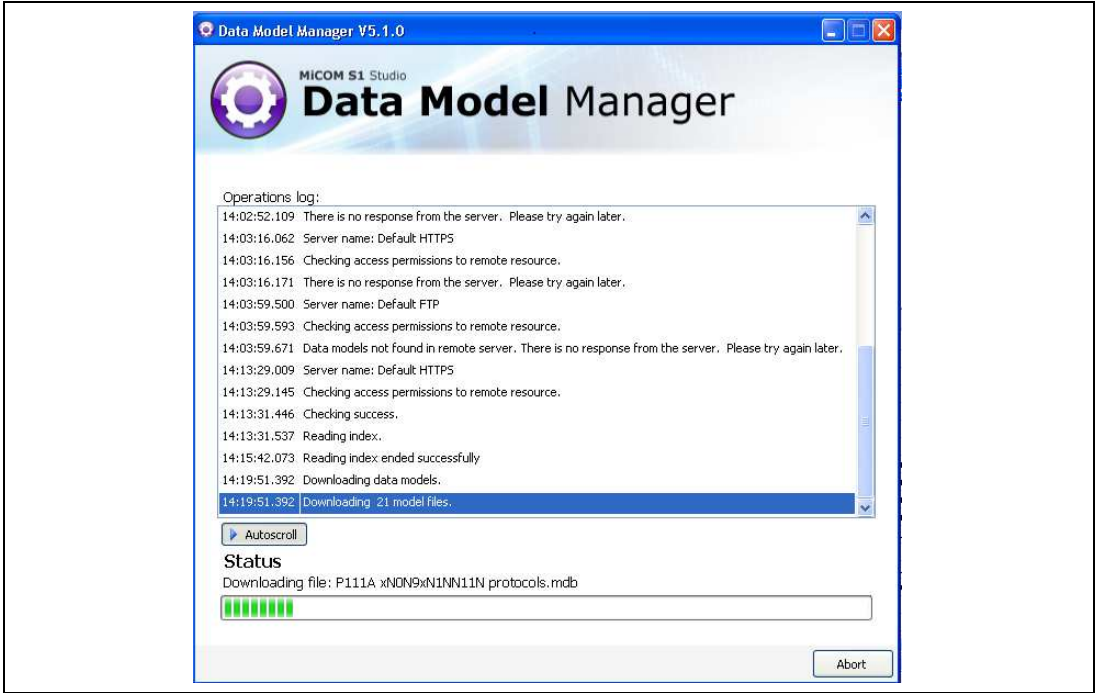 Data Model Manager V5.1.0
MiCOM S1 Studio
Data Model Manager
Operations log:
14:02:52.109 There is no response from the server. Please try again later.
14:03:16.062 Server name: Default HTTPS
14:03:16.156 Checking access permissions to remote resource.
14:03:16.171 There is no response from the server. Please try again later.
14:03:59.500 Server name: Default FTP
14:03:59.593 Checking access permissions to remote resource.
14:03:59.671 Data models not found in remote server. There is no response from the server. Please try again later.
14:13:29.009 Server name: Default HTTPS
14:13:29.145 Checking access permissions to remote resource.
14:13:31.446 Checking success.
14:13:31.537 Reading index.
14:15:42.073 Reading index ended successfully
14:19:51.392 Downloading data models.
14:19:51.392 Downloading 21 model files.
Autoscroll
Status
Downloading file: P111A xN0N9xN1NN11N protocols.mdb
Abort